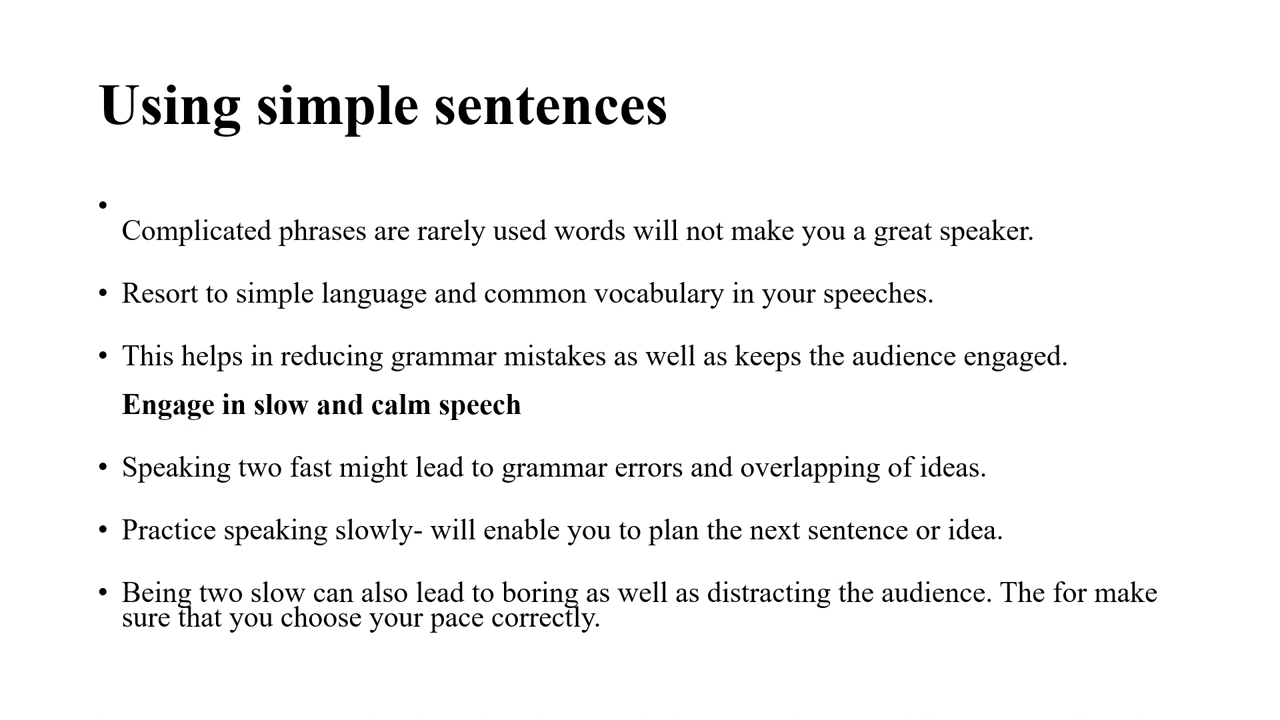 Using simple sentences
•
Complicated phrases are rarely used words will not make you a great speaker.
• Resort to simple language and common vocabulary in your speeches.
• This helps in reducing grammar mistakes as well as keeps the audience engaged.
Engage in slow and calm speech
• Speaking two fast might lead to grammar errors and overlapping of ideas.
• Practice speaking slowly- will enable you to plan the next sentence or idea.
• Being two slow can also lead to boring as well as distracting the audience. The for make
sure that you choose your pace correctly.